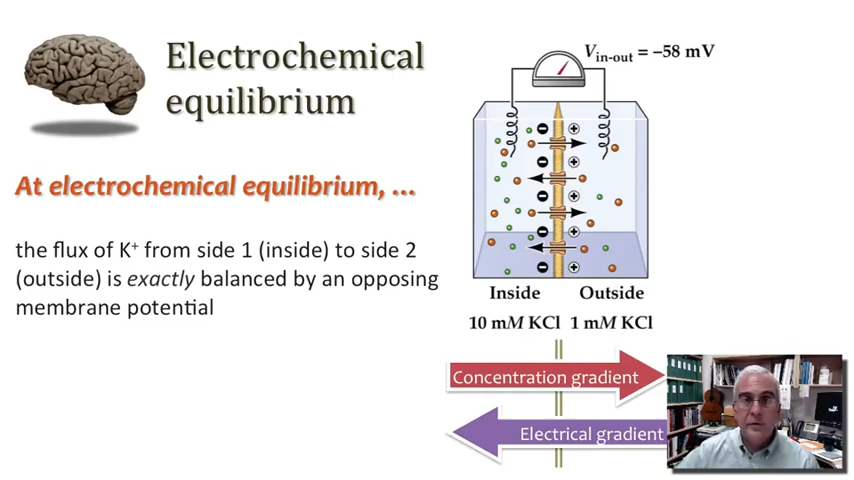 Electrochemical
equilibrium
At electrochemical equilibrium, ...
the flux of K⁺ from side 1 (inside) to side 2
(outside) is exactly balanced by an opposing
membrane potential
Vin-out = –58 mV
Inside
Outside
10 mM KCl
1 mM KCl
Concentration gradient
Electrical gradient